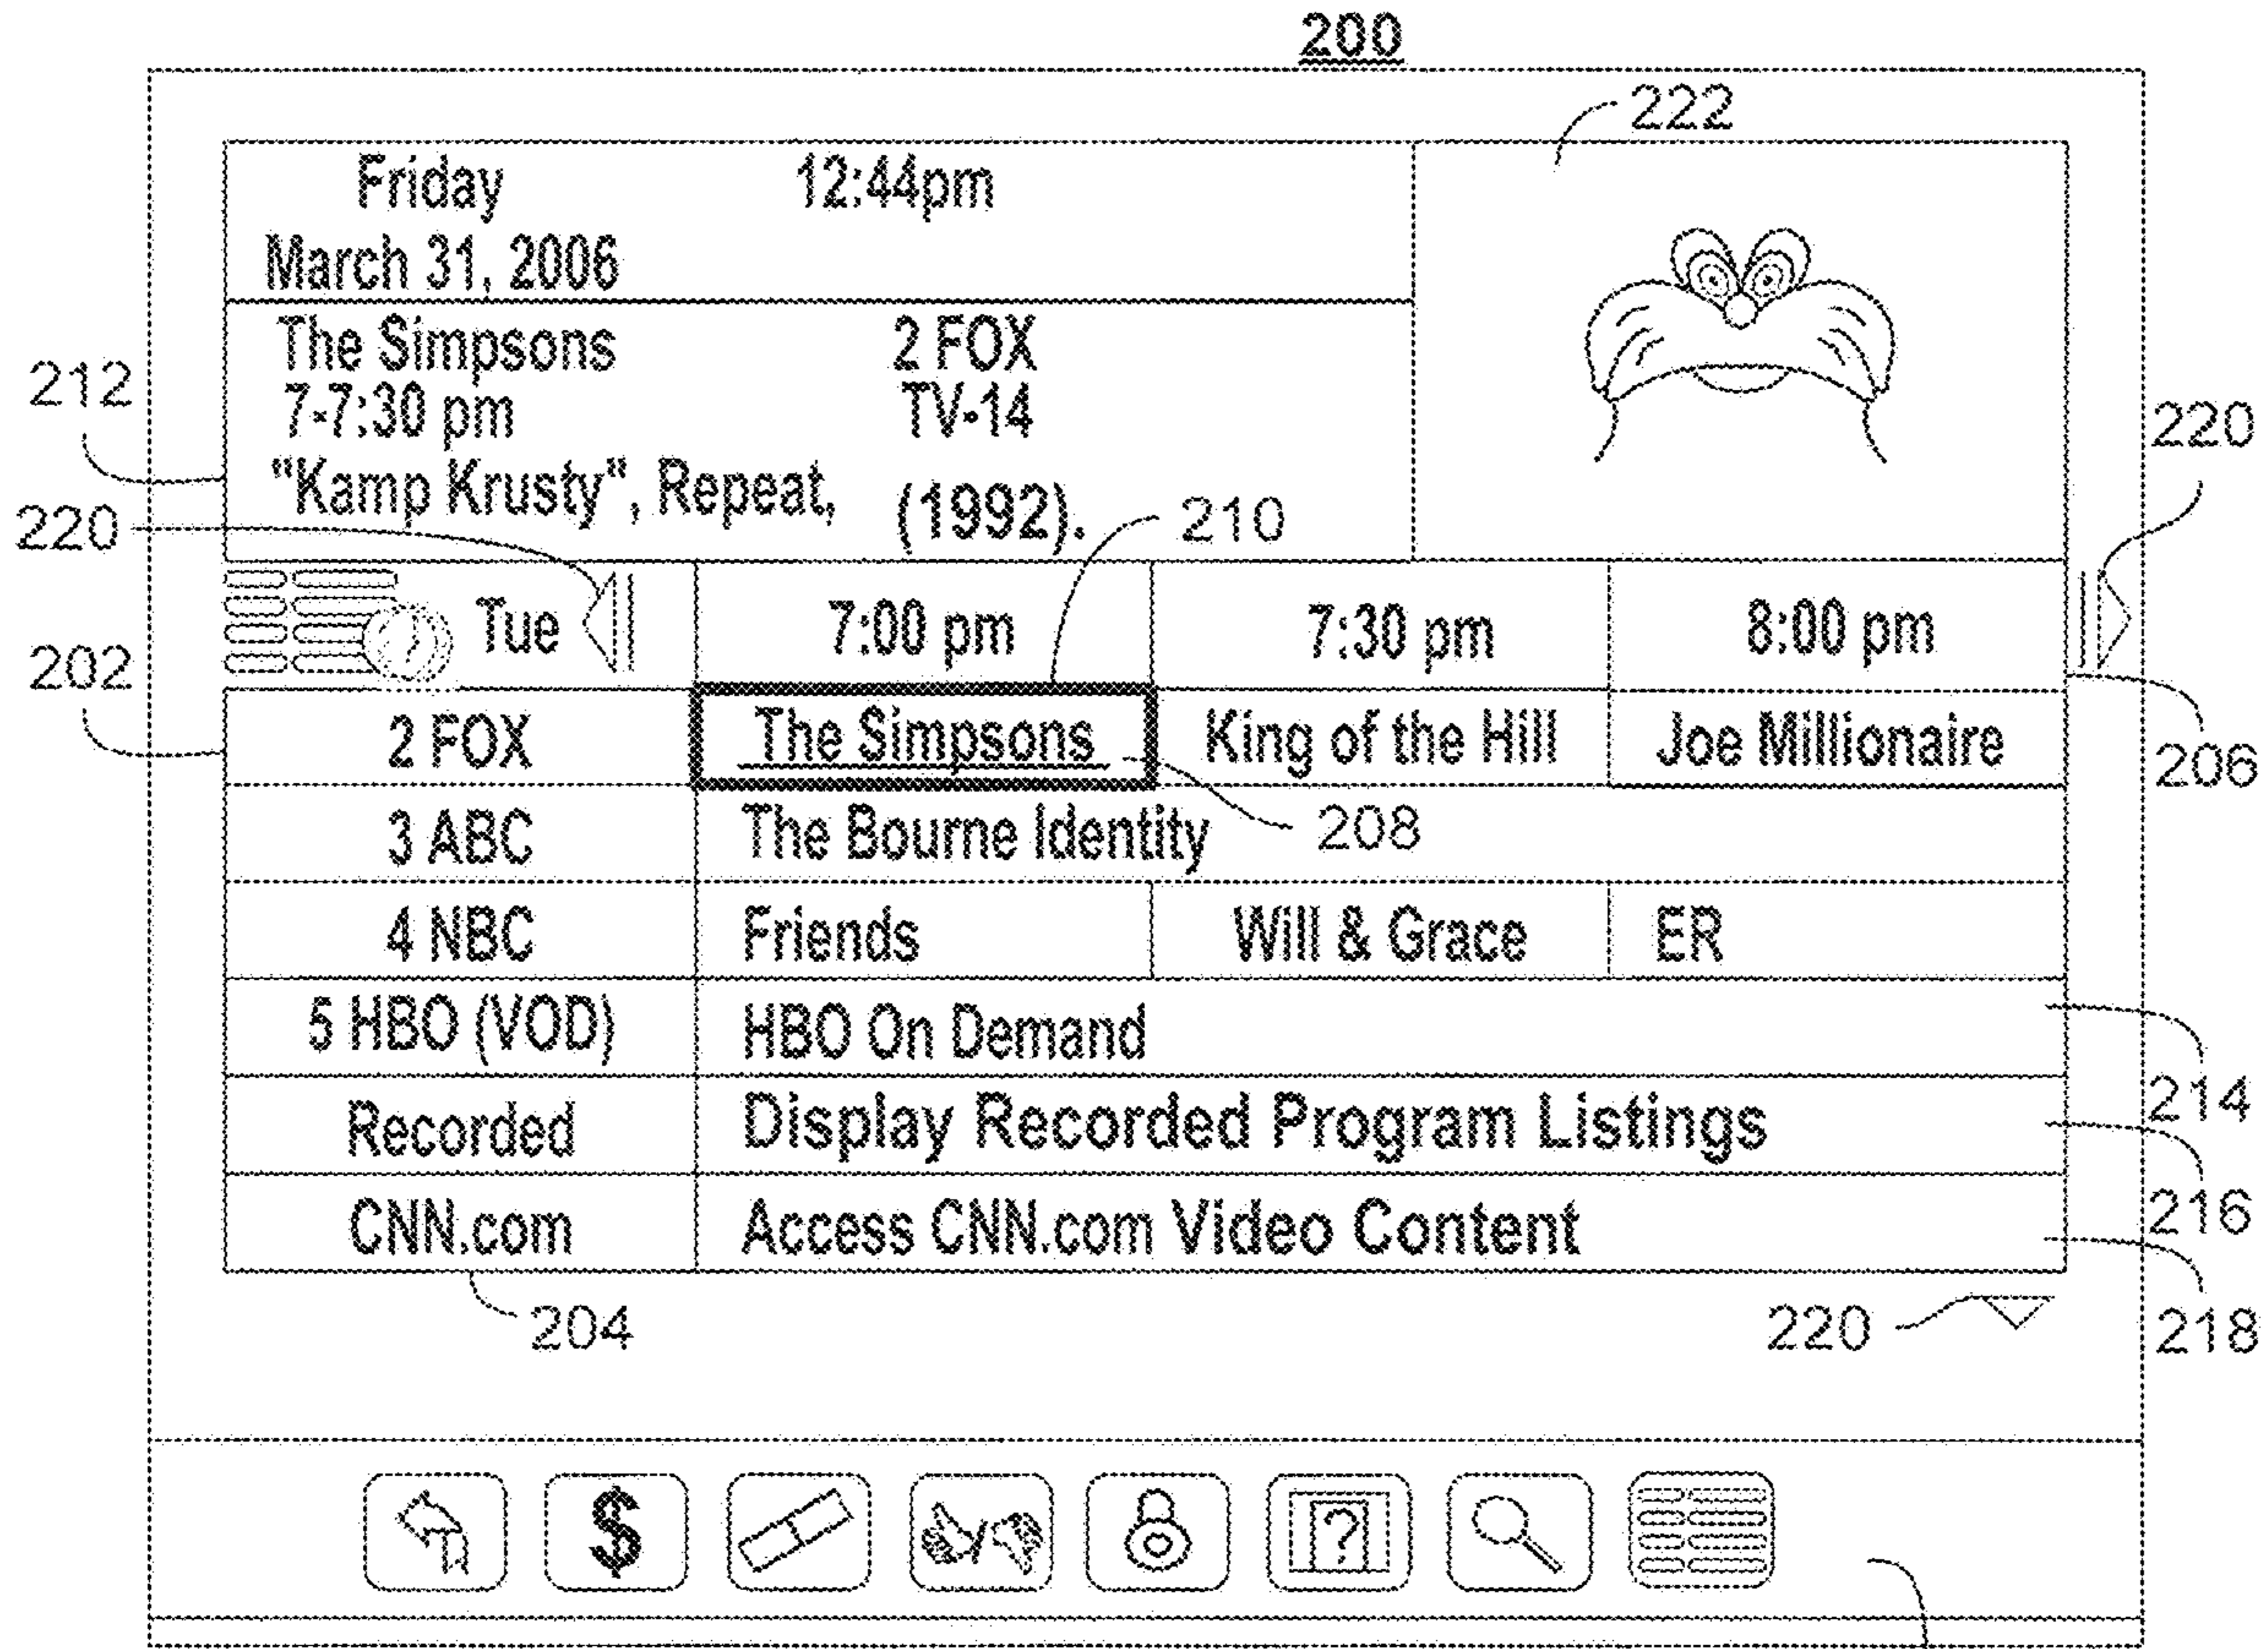 200
222
Friday 12:44pm
March 31, 2006
The Simpsons 2 FOX
212
7-7:30 pm TV-14
220
"Kamp Krusty", Repeat, (1992).
210
220
Tue 7:00 pm 7:30 pm 8:00 pm
202
2 FOX The Simpsons King of the Hill Joe Millionaire
206
3 ABC The Bourne Identity 208
4 NBC Friends Will & Grace ER
5 HBO (VOD) HBO On Demand
214
Recorded Display Recorded Program Listings
216
CNN.com Access CNN.com Video Content
204 220 218
$ ?